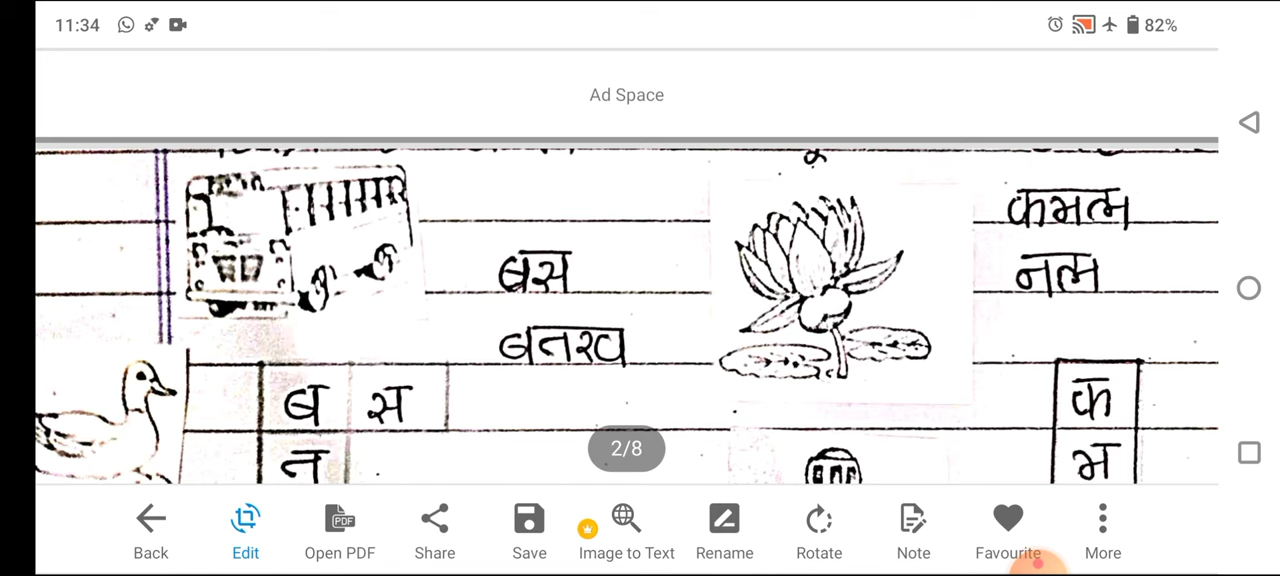 11:34 82%
Ad Space
बस
बतख
कमल
नल
ब स
त
क
म
2/8
Back Edit Open PDF Share Save Image to Text Rename Rotate Note Favourite More